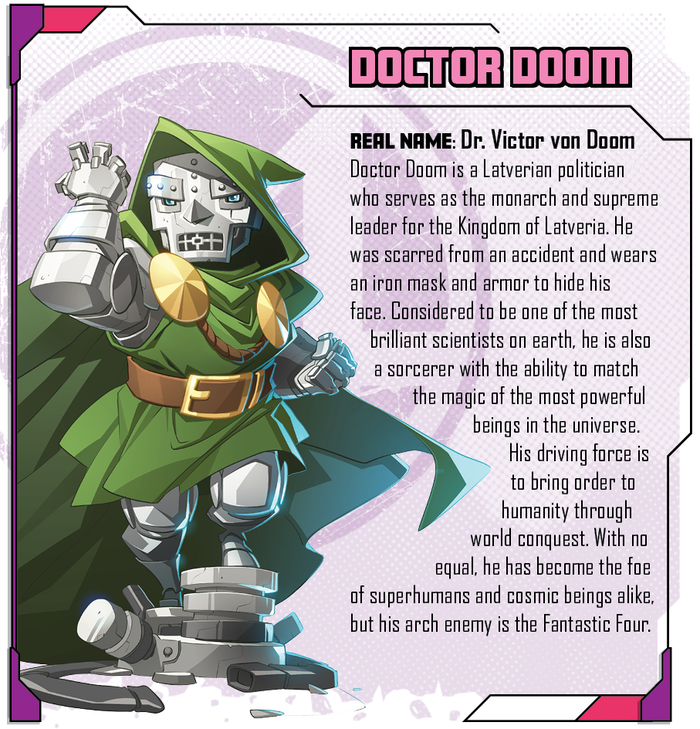 DOCTOR DOOM
REAL NAME: Dr. Victor von Doom
Doctor Doom is a Latverian politician
who serves as the monarch and supreme
leader for the Kingdom of Latveria. He
was scarred from an accident and wears
an iron mask and armor to hide his
face. Considered to be one of the most
brilliant scientists on earth, he is also
a sorcerer with the ability to match
the magic of the most powerful
beings in the universe.
His driving force is
to bring order to
humanity through
world conquest. With no
equal, he has become the foe
of superhumans and cosmic beings alike,
but his arch enemy is the Fantastic Four.